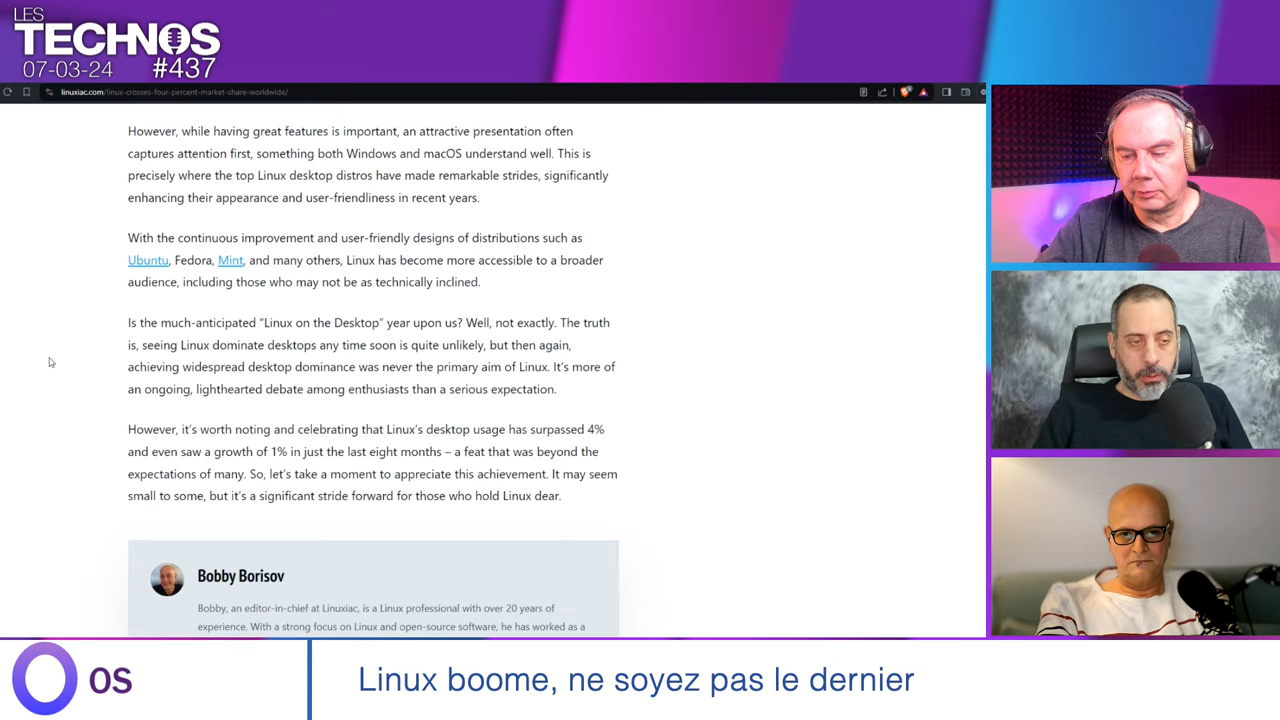 LES
TECHNOS
07-03-24 #437
linuxiac.com/linux-crosses-four-percent-market-share-worldwide/
However, while having great features is important, an attractive presentation often
captures attention first, something both Windows and macOS understand well. This is
precisely where the top Linux desktop distros have made remarkable strides, significantly
enhancing their appearance and user-friendliness in recent years.
With the continuous improvement and user-friendly designs of distributions such as
Ubuntu, Fedora, Mint, and many others, Linux has become more accessible to a broader
audience, including those who may not be as technically inclined.
Is the much-anticipated “Linux on the Desktop” year upon us? Well, not exactly. The truth
is, seeing Linux dominate desktops any time soon is quite unlikely, but then again,
achieving widespread desktop dominance was never the primary aim of Linux. It’s more of
an ongoing, lighthearted debate among enthusiasts than a serious expectation.
However, it’s worth noting and celebrating that Linux’s desktop usage has surpassed 4%
and even saw a growth of 1% in just the last eight months – a feat that was beyond the
expectations of many. So, let’s take a moment to appreciate this achievement. It may seem
small to some, but it’s a significant stride forward for those who hold Linux dear.
Bobby Borisov
Bobby, an editor-in-chief at Linuxiac, is a Linux professional with over 20 years of
experience. With a strong focus on Linux and open-source software, he has worked as a
OS
Linux boome, ne soyez pas le dernier